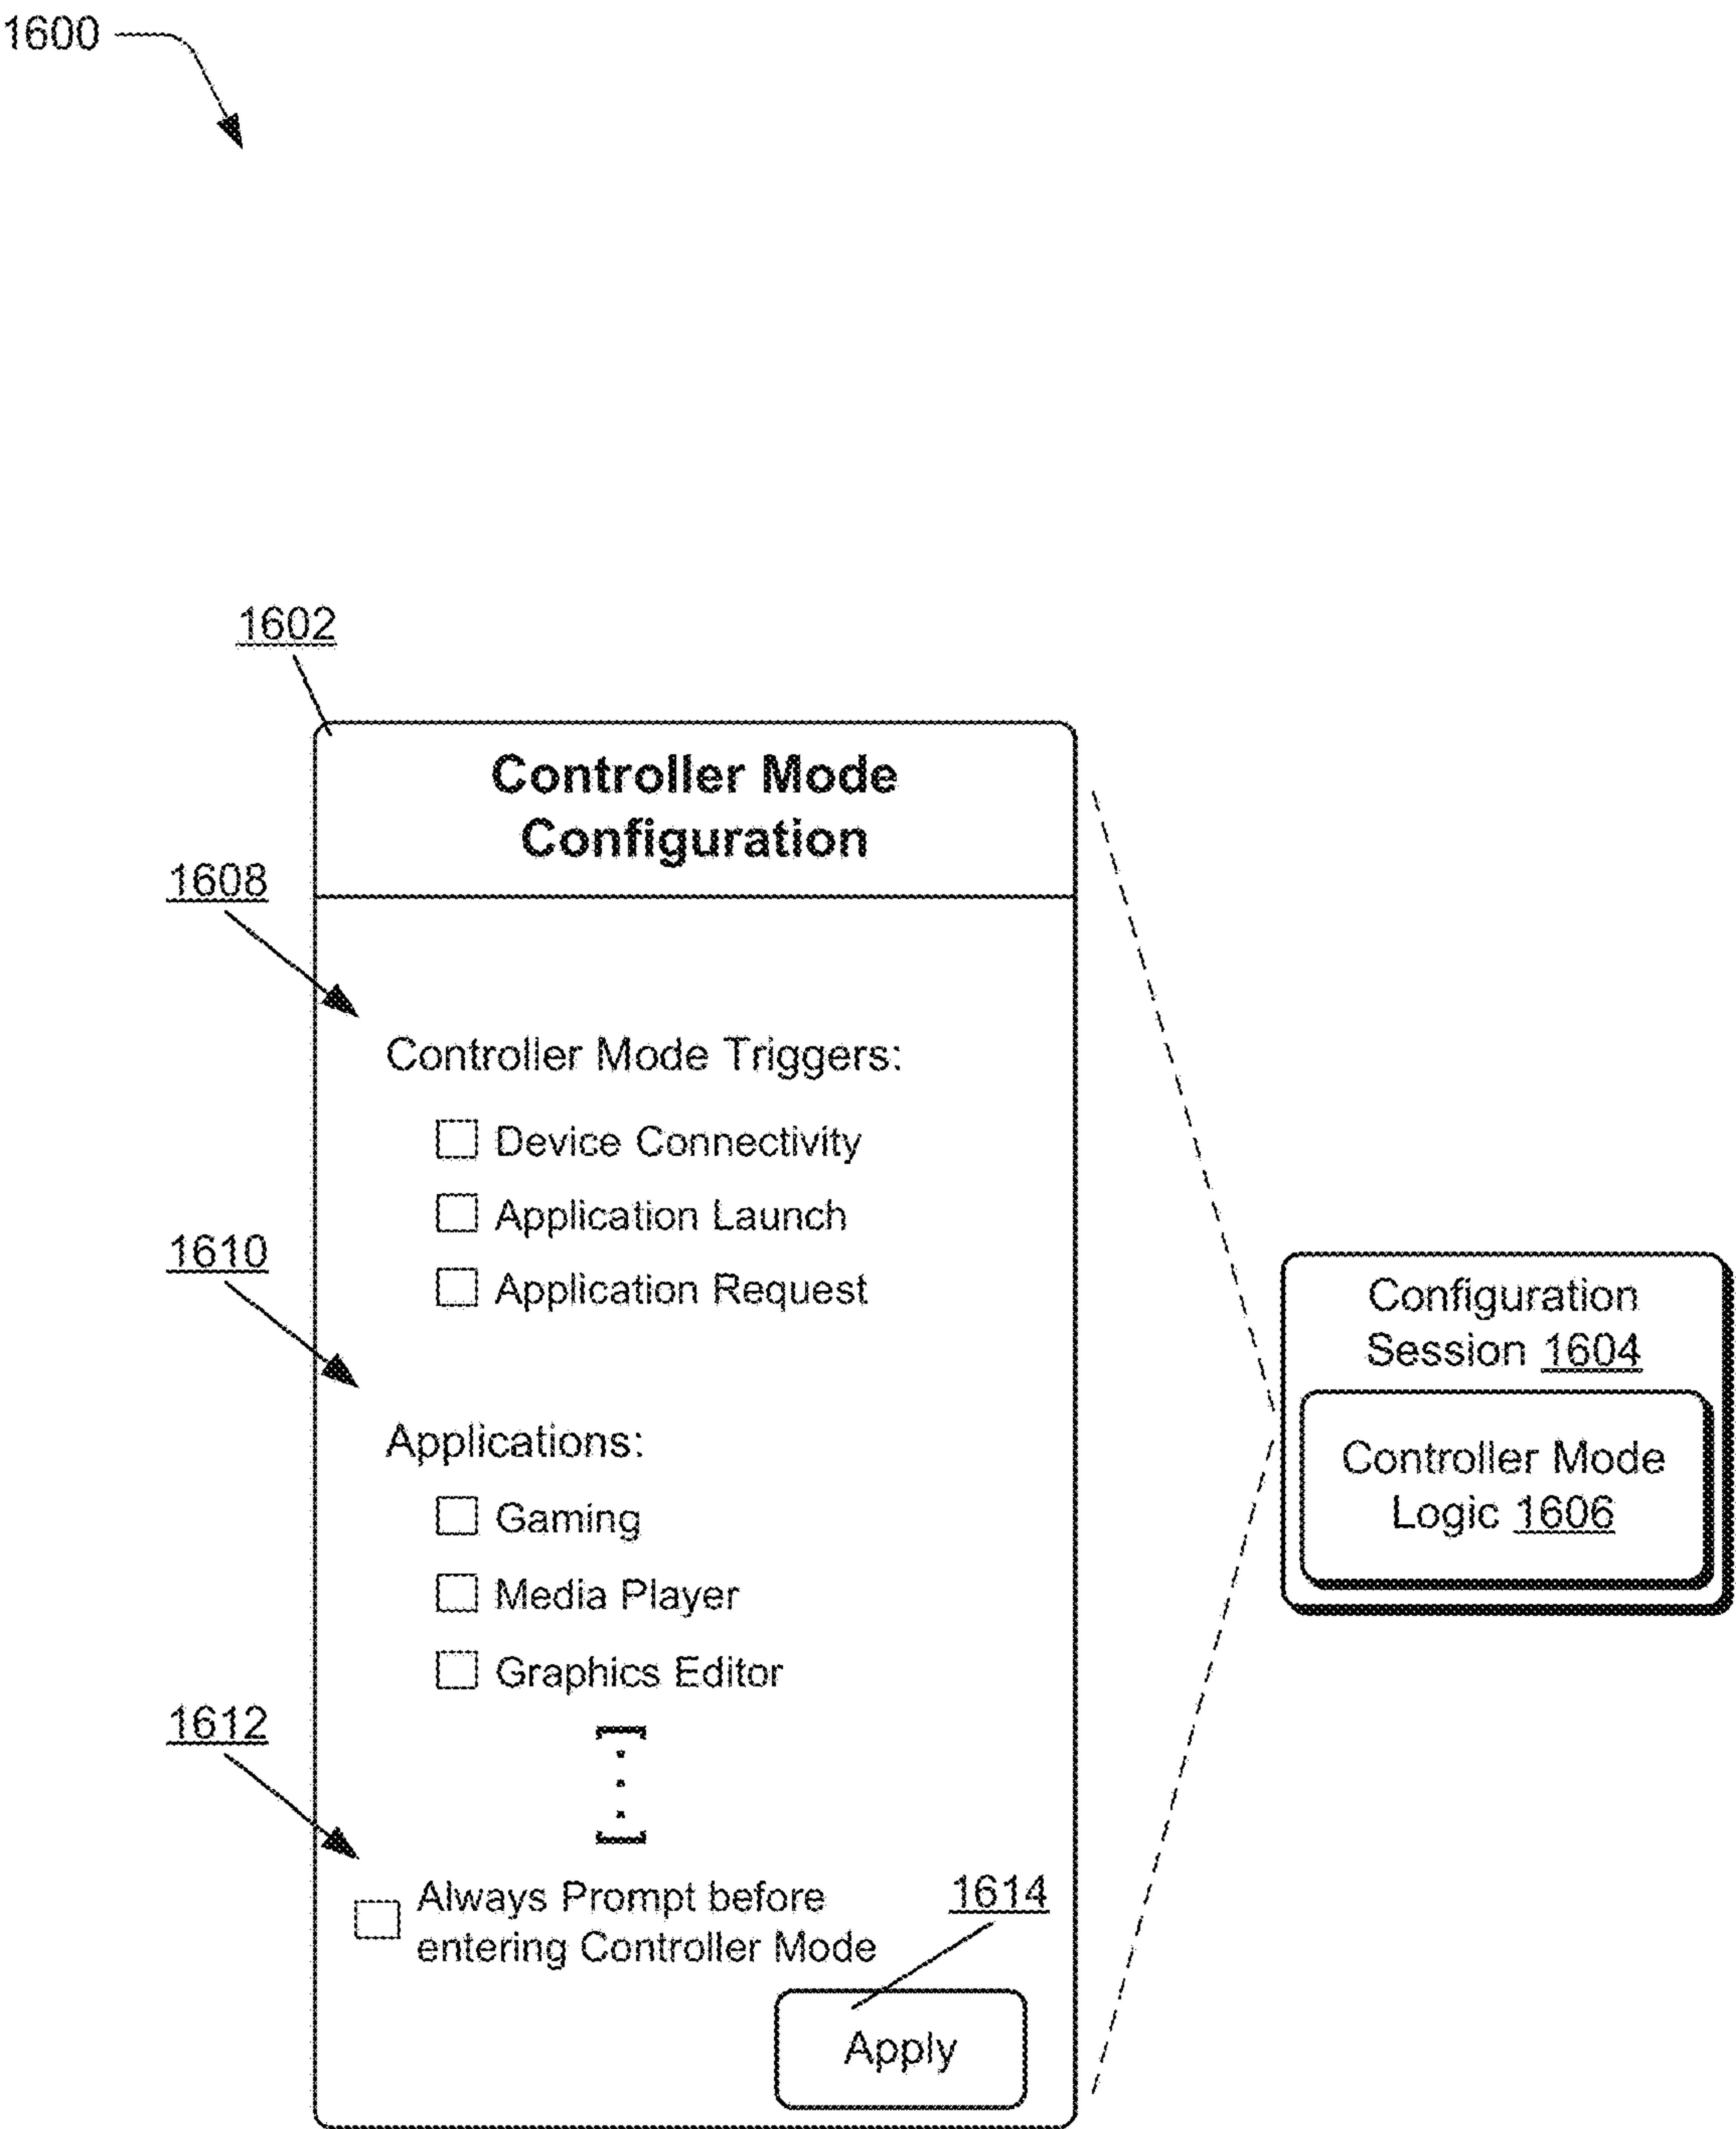 1600
1602
Controller Mode
Configuration
1608
Controller Mode Triggers:
Device Connectivity
Application Launch
Application Request
1610
Applications:
Gaming
Media Player
Graphics Editor
1612
Always Prompt before
entering Controller Mode
1614
Apply
Configuration
Session 1604
Controller Mode
Logic 1606